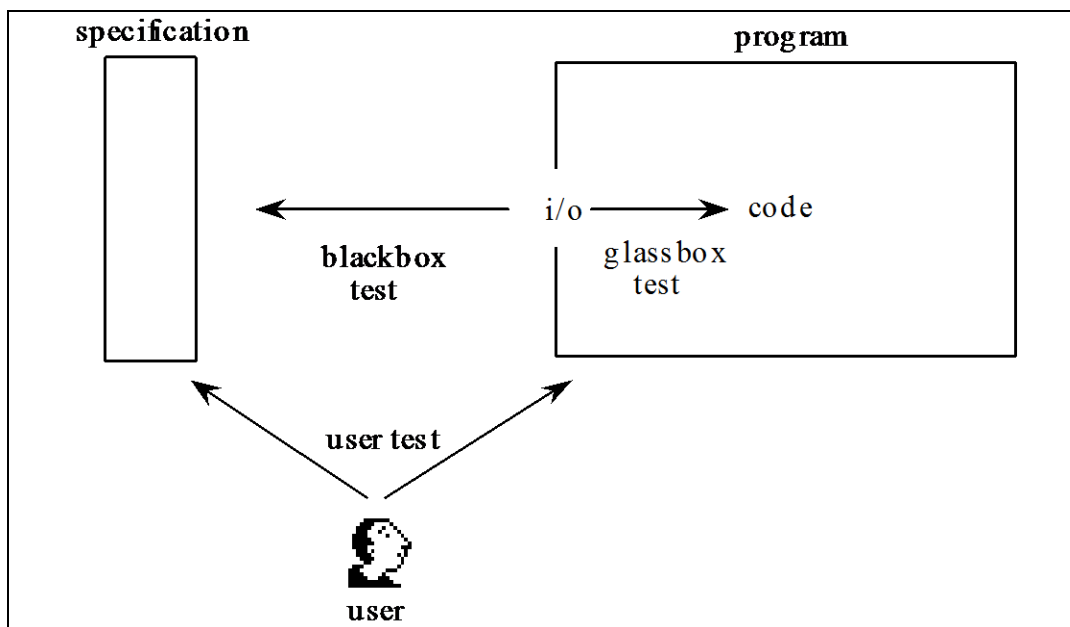 specification
program
i/o
code
blackbox
test
glassbox
test
user test
user